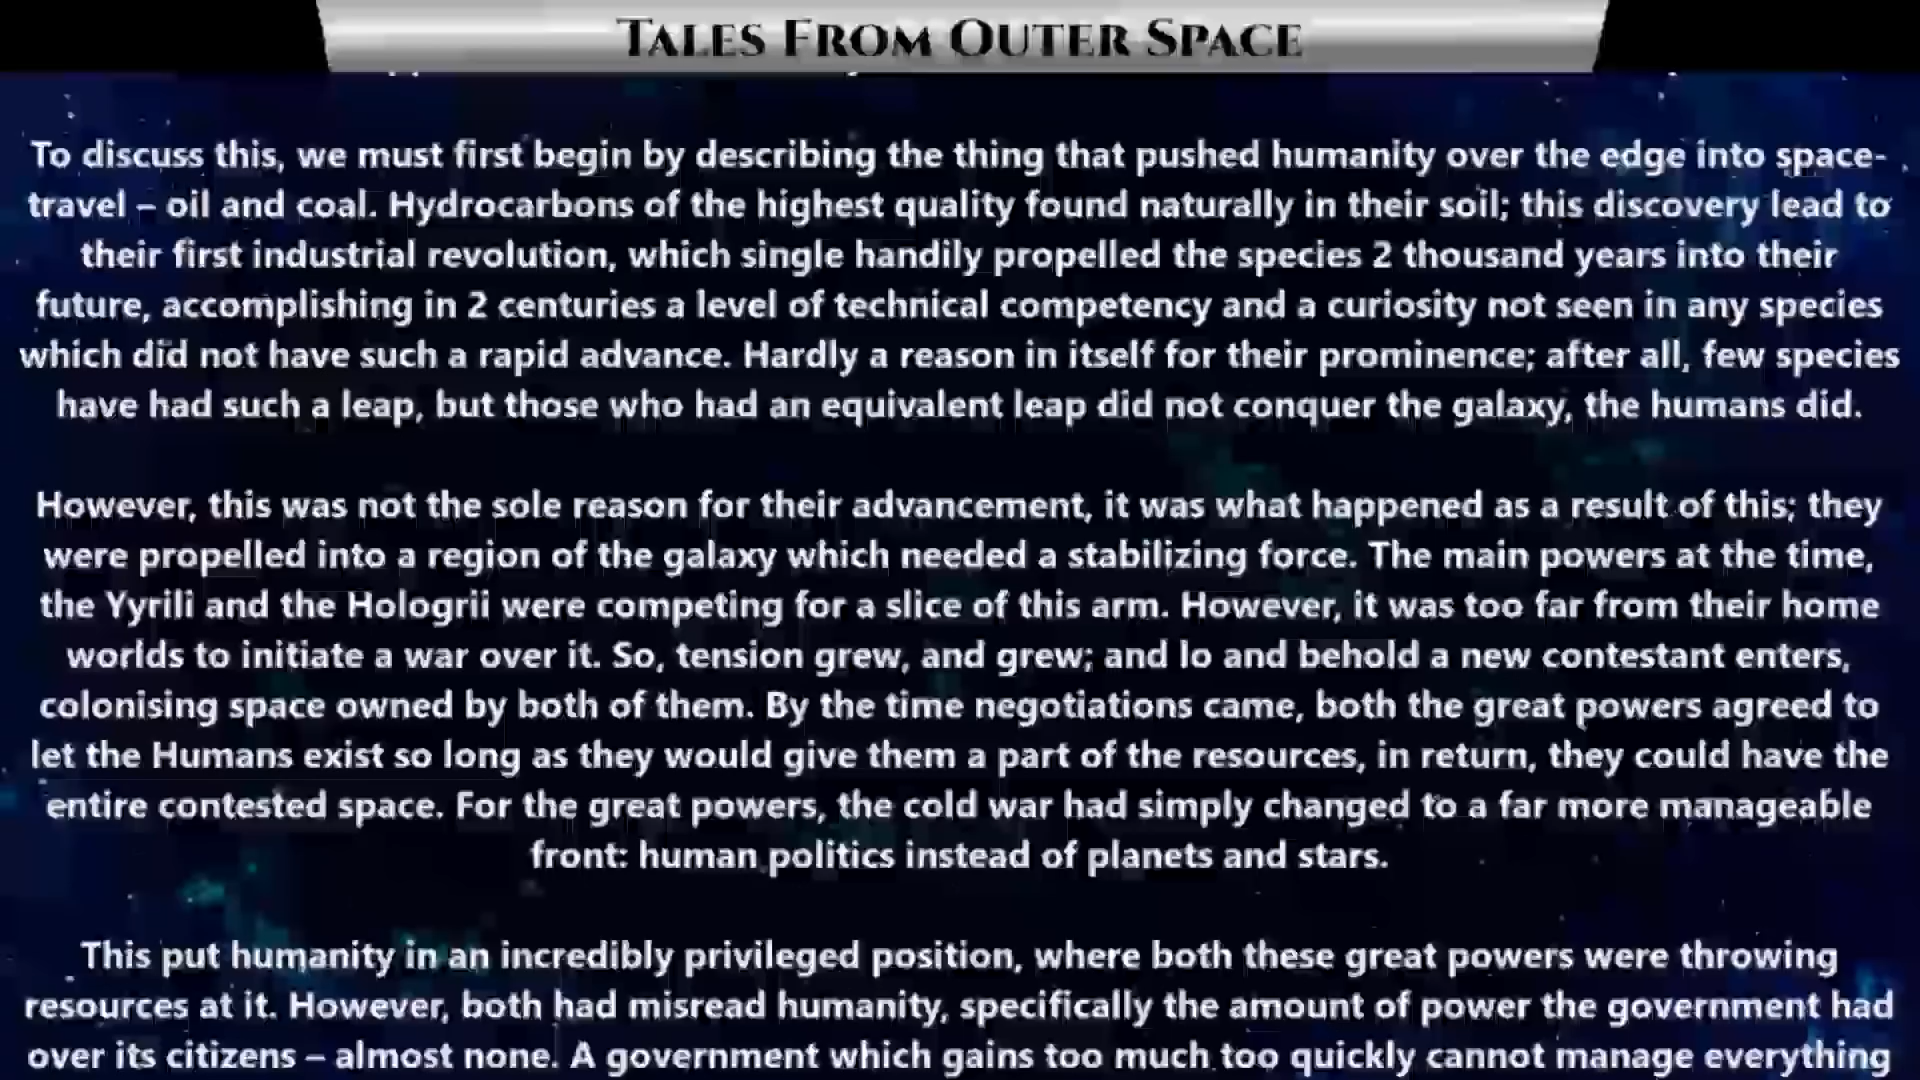 Tales From Outer Space
To discuss this, we must first begin by describing the thing that pushed humanity over the edge into space-
travel – oil and coal. Hydrocarbons of the highest quality found naturally in their soil; this discovery lead to
their first industrial revolution, which single handily propelled the species 2 thousand years into their
future, accomplishing in 2 centuries a level of technical competency and a curiosity not seen in any species
which did not have such a rapid advance. Hardly a reason in itself for their prominence; after all, few species
have had such a leap, but those who had an equivalent leap did not conquer the galaxy, the humans did.
However, this was not the sole reason for their advancement, it was what happened as a result of this; they
were propelled into a region of the galaxy which needed a stabilizing force. The main powers at the time,
the Yyrili and the Hologrii were competing for a slice of this arm. However, it was too far from their home
worlds to initiate a war over it. So, tension grew, and grew; and lo and behold a new contestant enters,
colonising space owned by both of them. By the time negotiations came, both the great powers agreed to
let the Humans exist so long as they would give them a part of the resources, in return, they could have the
entire contested space. For the great powers, the cold war had simply changed to a far more manageable
front: human politics instead of planets and stars.
This put humanity in an incredibly privileged position, where both these great powers were throwing
resources at it. However, both had misread humanity, specifically the amount of power the government had
over its citizens – almost none. A government which gains too much too quickly cannot manage everything